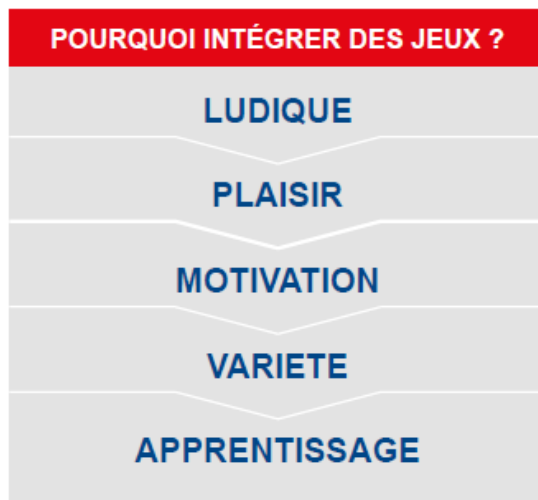 POURQUOI INTÉGRER DES JEUX ?
LUDIQUE
PLAISIR
MOTIVATION
VARIETE
APPRENTISSAGE